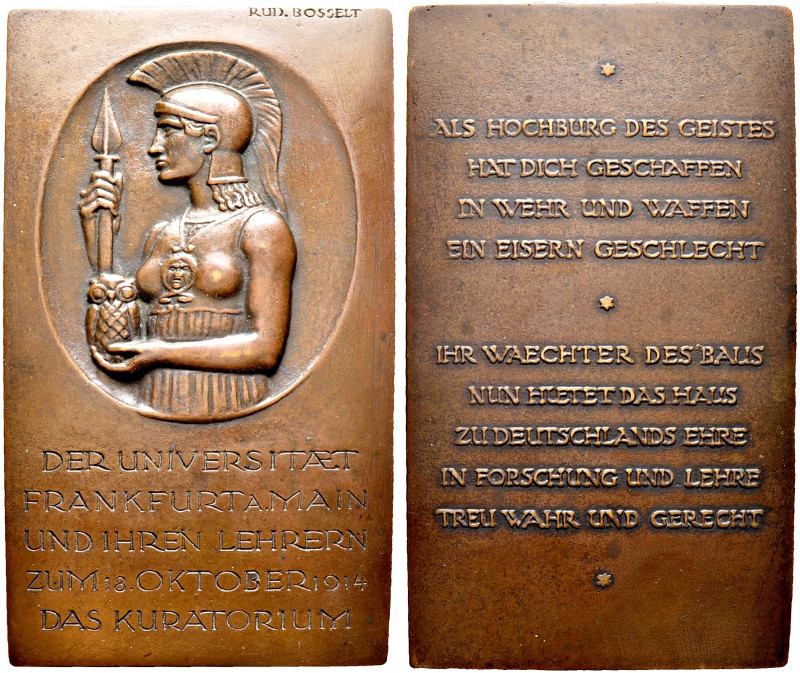 RUD. BOSSELT
DER UNIVERSITÆT
FRANKFURT A. MAIN
UND IHREN LEHRERN
ZUM 18. OKTOBER 1914
DAS KURATORIUM
ALS HOCHBURG DES GEISTES
HAT DICH GESCHAFFEN
IN WEHR UND WAFFEN
EIN EISERN GESCHLECHT
IHR WAECHTER DES BAUS
NUN HUETET DAS HAUS
ZU DEUTSCHLANDS EHRE
IN FORSCHUNG UND LEHRE
TREU WAHR UND GERECHT